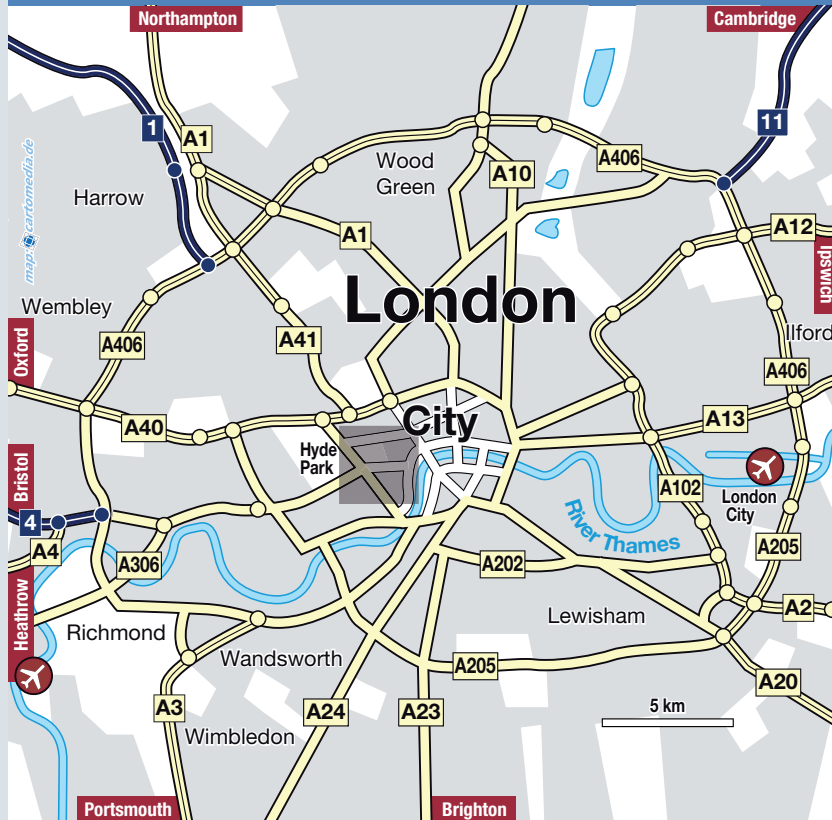 Northampton
Cambridge
1
A1
11
Wood
Green
A406
A10
Harrow
map: cartomedia.de
A1
A12
Ipswich
London
Wembley
A406
A41
Ilford
Oxford
A406
A40
City
A13
Hyde
Park
Bristol
London
City
A102
4
A4
River Thames
A306
A202
A205
Heathrow
Richmond
Lewisham
A2
Wandsworth
A205
A20
A3
A24
A23
5 km
Wimbledon
Portsmouth
Brighton